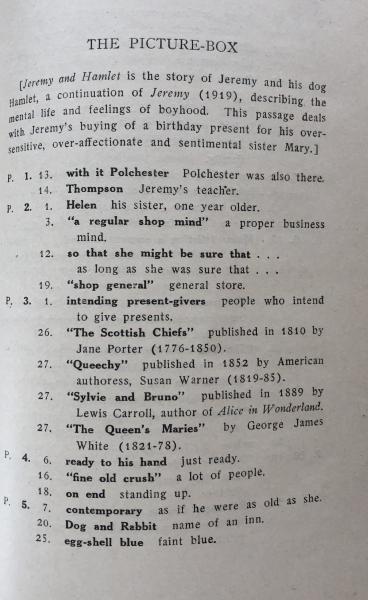 THE PICTURE-BOX
[Jeremy and Hamlet is the story of Jeremy and his dog
Hamlet, a continuation of Jeremy (1919), describing the
mental life and feelings of boyhood. This passage deals
with Jeremy's buying of a birthday present for his over-
sensitive, over-affectionate and sentimental sister Mary.]
P. 1. 13. with it Polchester Polchester was also there.
14. Thompson Jeremy's teacher.
P. 2. 1. Helen his sister, one year older.
3. "a regular shop mind" a proper business
mind.
12. so that she might be sure that . . .
as long as she was sure that . . .
19. "shop general" general store.
P. 3. 1. intending present-givers people who intend
to give presents.
26. "The Scottish Chiefs" published in 1810 by
Jane Porter (1776-1850).
27. "Queechy" published in 1852 by American
authoress, Susan Warner (1819-85).
27. "Sylvie and Bruno" published in 1889 by
Lewis Carroll, author of Alice in Wonderland.
27. "The Queen's Maries" by George James
White (1821-78).
P. 4. 6. ready to his hand just ready.
16. "fine old crush" a lot of people.
18. on end standing up.
P. 5. 7. contemporary as if he were as old as she.
20. Dog and Rabbit name of an inn.
25. egg-shell blue faint blue.